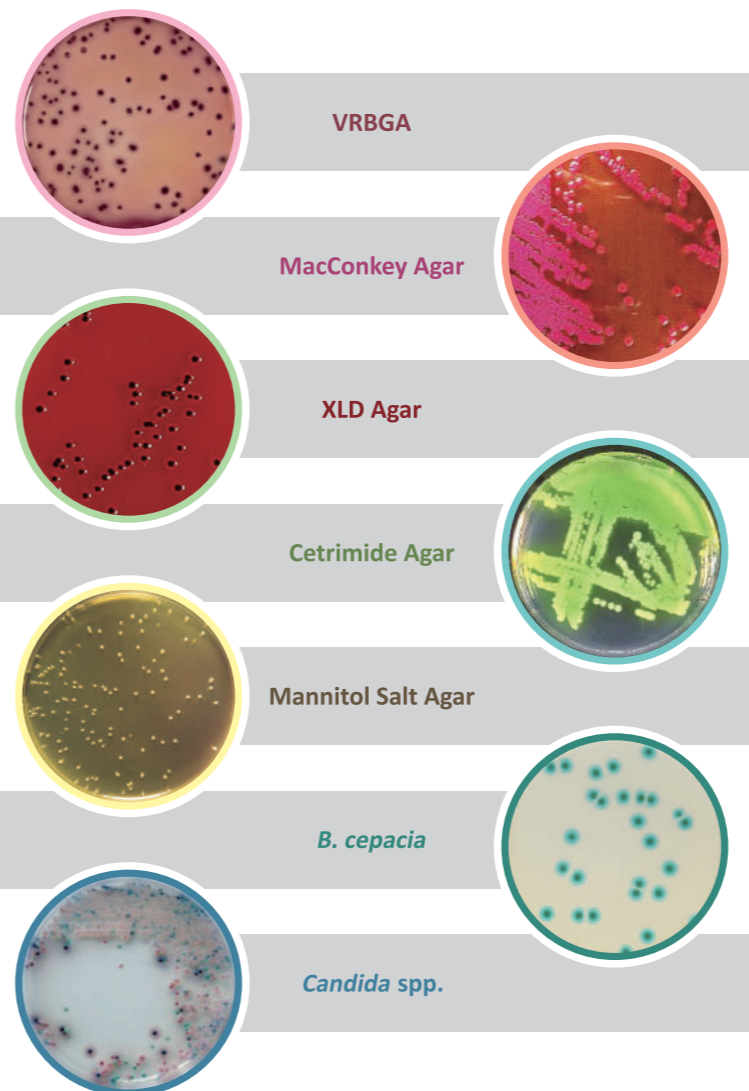 VRBGA
MacConkey Agar
XLD Agar
Cetrimide Agar
Mannitol Salt Agar
B. cepacia
Candida spp.